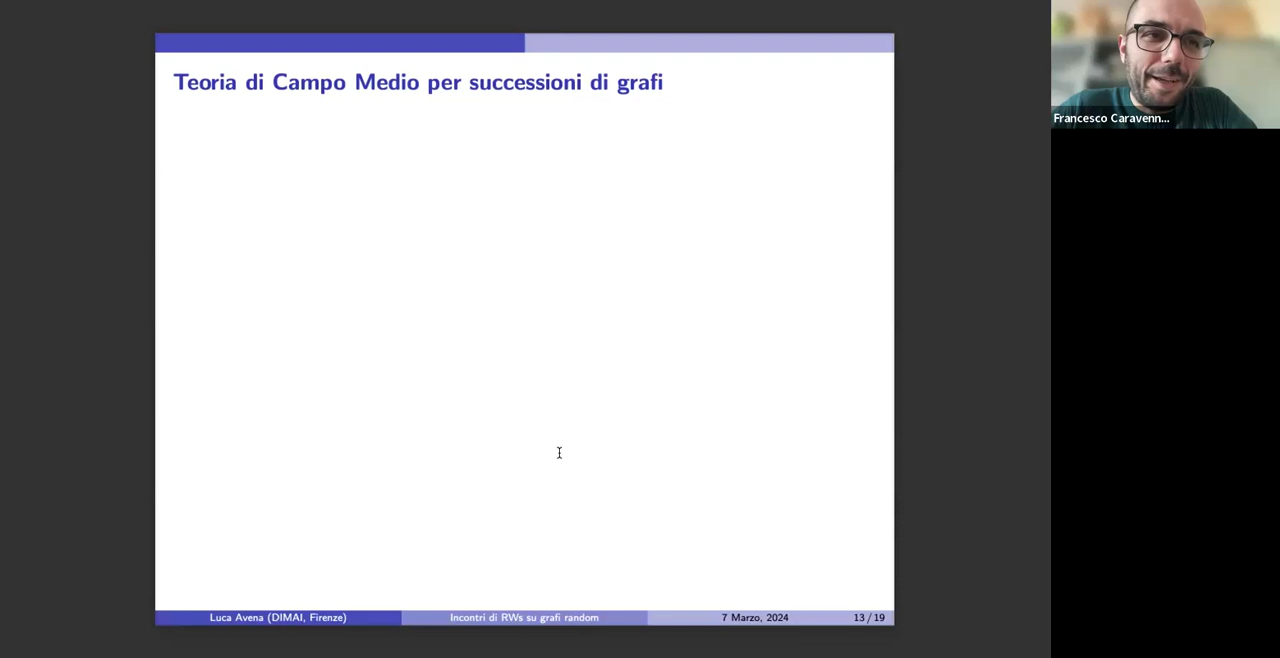 Teoria di Campo Medio per successioni di grafi
Francesco Caravenn...
Luca Avena (DIMAI, Firenze)
Incontri di RWs su grafi random
7 Marzo, 2024
13 / 19